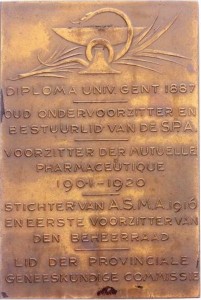 DIPLOMA UNIV. GENT 1887
OUD ONDERVOORZITTER EN
BESTUURLID VAN DE S.P.A.
VOORZITTER DER MUTUELLE
PHARMACEUTIQUE
1901-1920
STICHTER VAN A.S.M.A 1916
EN EERSTE VOORZITTER VAN
DEN BEHEERRAAD
LID DER PROVINCIALE
GENEESKUNDIGE COMMISSIE